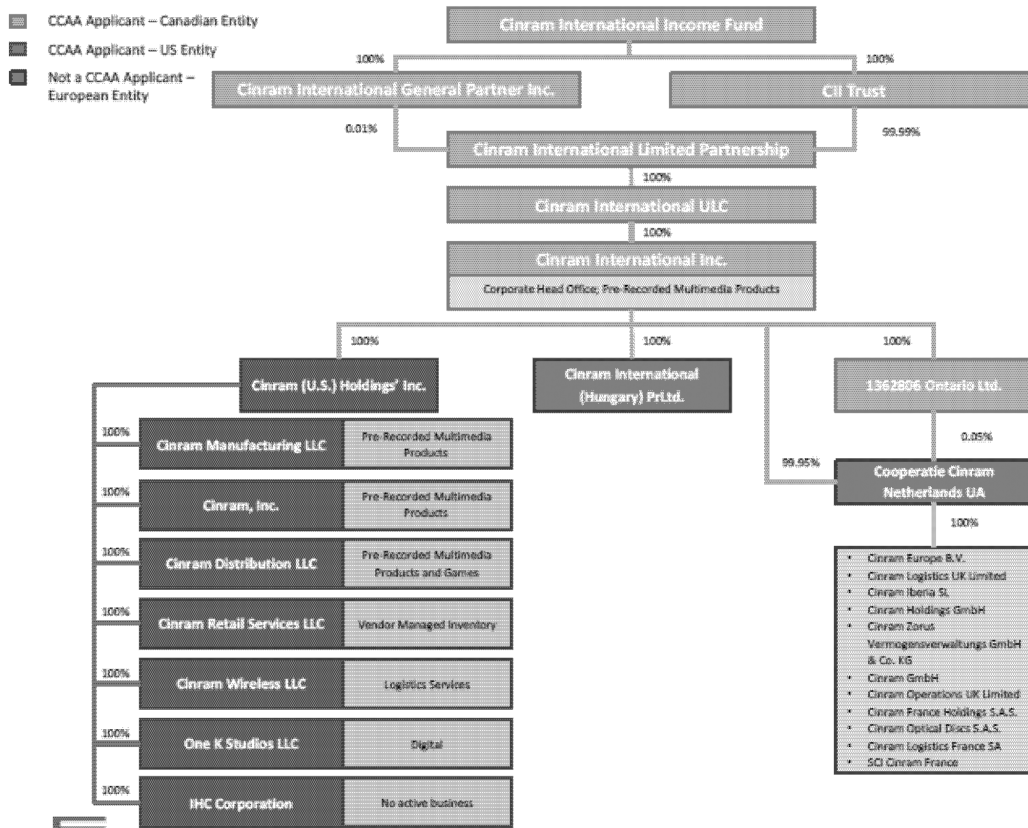 CCAA Applicant – Canadian Entity
CCAA Applicant – US Entity
Not a CCAA Applicant –
European Entity
Cinram International Income Fund
100%
100%
Cinram International General Partner Inc.
CII Trust
0.01%
99.99%
Cinram International Limited Partnership
100%
Cinram International ULC
100%
Cinram International Inc.
Corporate Head Office; Pre-Recorded Multimedia Products
100%
100%
100%
Cinram (U.S.) Holdings' Inc.
Cinram International
(Hungary) PrLtd.
1362806 Ontario Ltd.
0.05%
99.95%
Cooperatie Cinram
Netherlands UA
100%
100%
Cinram Manufacturing LLC
Pre-Recorded Multimedia
Products
100%
Cinram, Inc.
Pre-Recorded Multimedia
Products
100%
Cinram Distribution LLC
Pre-Recorded Multimedia
Products and Games
100%
Cinram Retail Services LLC
Vendor Managed Inventory
100%
Cinram Wireless LLC
Logistics Services
100%
One K Studios LLC
Digital
100%
IHC Corporation
No active business
• Cinram Europe B.V.
• Cinram Logistics UK Limited
• Cinram Iberia SL
• Cinram Holdings GmbH
• Cinram Zorus
Vermogensverwaltungs GmbH
& Co. KG
• Cinram GmbH
• Cinram Operations UK Limited
• Cinram France Holdings S.A.S.
• Cinram Optical Discs S.A.S.
• Cinram Logistics France SA
• SCI Cinram France